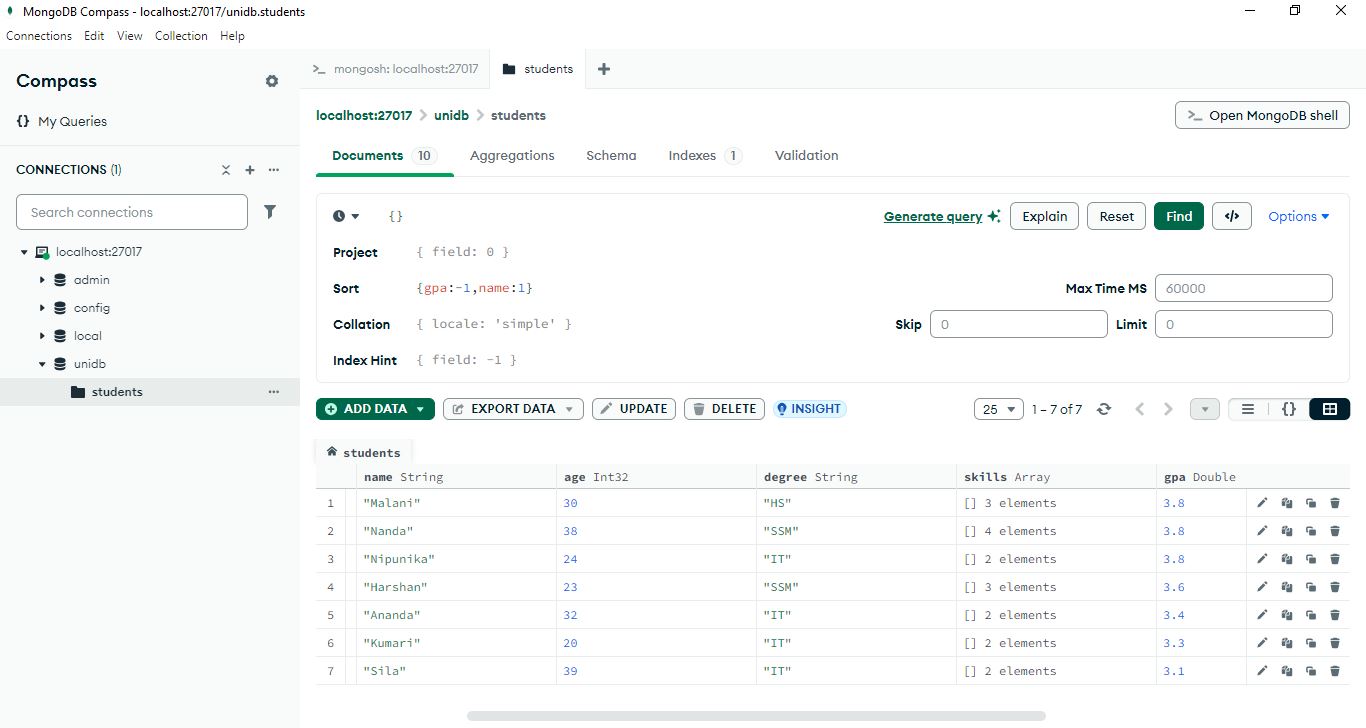 MongoDB Compass - localhost:27017/unidb.students
Connections Edit View Collection Help
Compass
{} My Queries
CONNECTIONS (1)
Search connections
localhost:27017
admin
config
local
unidb
students
>_ mongosh: localhost:27017 students +
localhost:27017 > unidb > students
>_ Open MongoDB shell
Documents 10 Aggregations Schema Indexes 1 Validation
{} Generate query Explain Reset Find </> Options
Project { field: 0 }
Sort {gpa:-1,name:1} Max Time MS 60000
Collation { locale: 'simple' } Skip 0 Limit 0
Index Hint { field: -1 }
ADD DATA EXPORT DATA UPDATE DELETE INSIGHT 25 1 – 7 of 7 {}
students
name String age Int32 degree String skills Array gpa Double
1 "Malani" 30 "HS" [] 3 elements 3.8
2 "Nanda" 38 "SSM" [] 4 elements 3.8
3 "Nipunika" 24 "IT" [] 2 elements 3.8
4 "Harshan" 23 "SSM" [] 3 elements 3.6
5 "Ananda" 32 "IT" [] 2 elements 3.4
6 "Kumari" 20 "IT" [] 2 elements 3.3
7 "Sila" 39 "IT" [] 2 elements 3.1